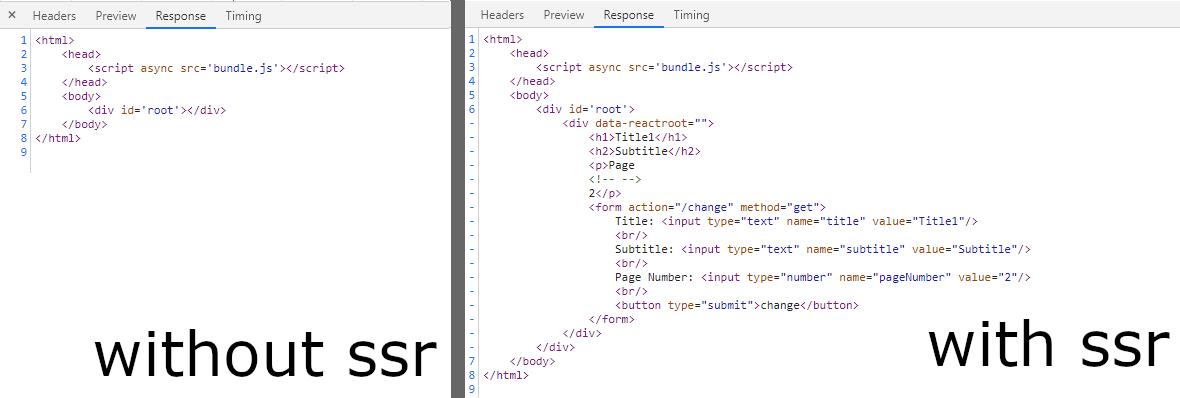 × Headers Preview Response Timing
1 <html>
2 <head>
3 <script async src='bundle.js'></script>
4 </head>
5 <body>
6 <div id='root'></div>
7 </body>
8 </html>
9
without ssr
Headers Preview Response Timing
1 <html>
2 <head>
3 <script async src='bundle.js'></script>
4 </head>
5 <body>
6 <div id='root'>
- <div data-reactroot="">
- <h1>Title1</h1>
- <h2>Subtitle</h2>
- <p>Page
- <!-- -->
- 2</p>
- <form action="/change" method="get">
- Title: <input type="text" name="title" value="Title1"/>
- <br/>
- Subtitle: <input type="text" name="subtitle" value="Subtitle"/>
- <br/>
- Page Number: <input type="number" name="pageNumber" value="2"/>
- <br/>
- <button type="submit">change</button>
- </form>
- </div>
- </div>
7 </body>
8 </html>
9
with ssr